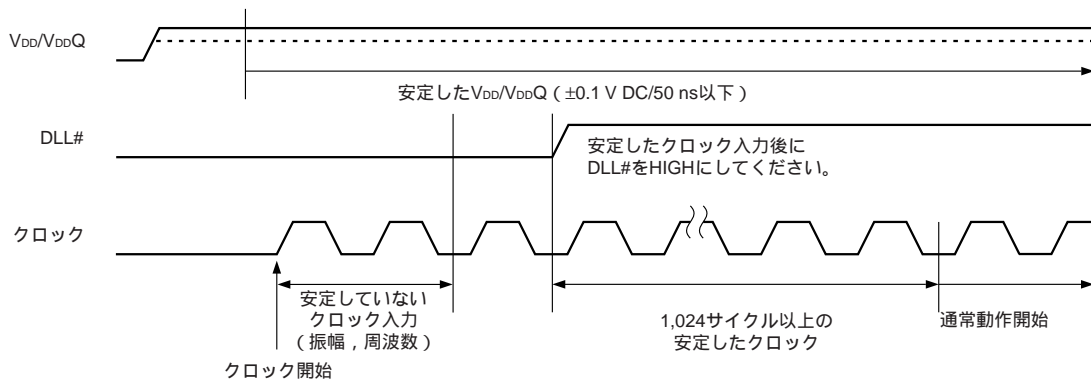 VDD/VDDQ
安定したVDD/VDDQ（±0.1 V DC/50 ns以下）
DLL#
安定したクロック入力後に
DLL#をHIGHにしてください。
クロック
安定していない
クロック入力
（振幅，周波数）
1,024サイクル以上の
安定したクロック
通常動作開始
クロック開始